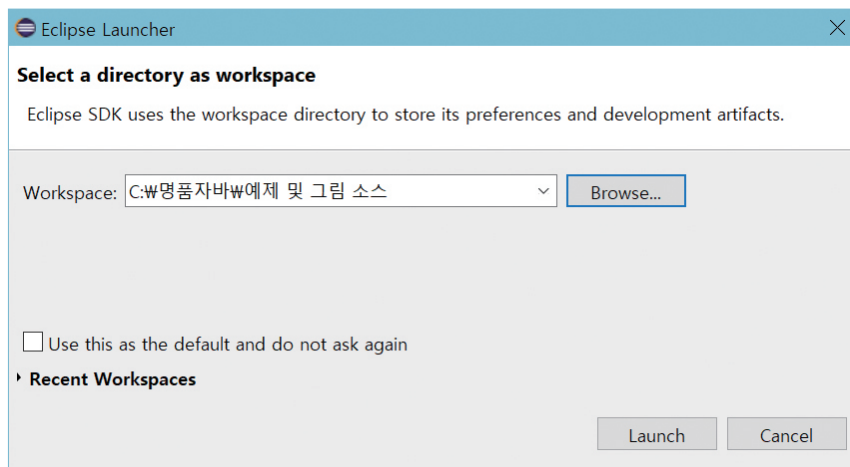 Eclipse Launcher
Select a directory as workspace
Eclipse SDK uses the workspace directory to store its preferences and development artifacts.
Workspace: C:₩명품자바₩예제 및 그림 소스 Browse...
Use this as the default and do not ask again
Recent Workspaces
Launch Cancel